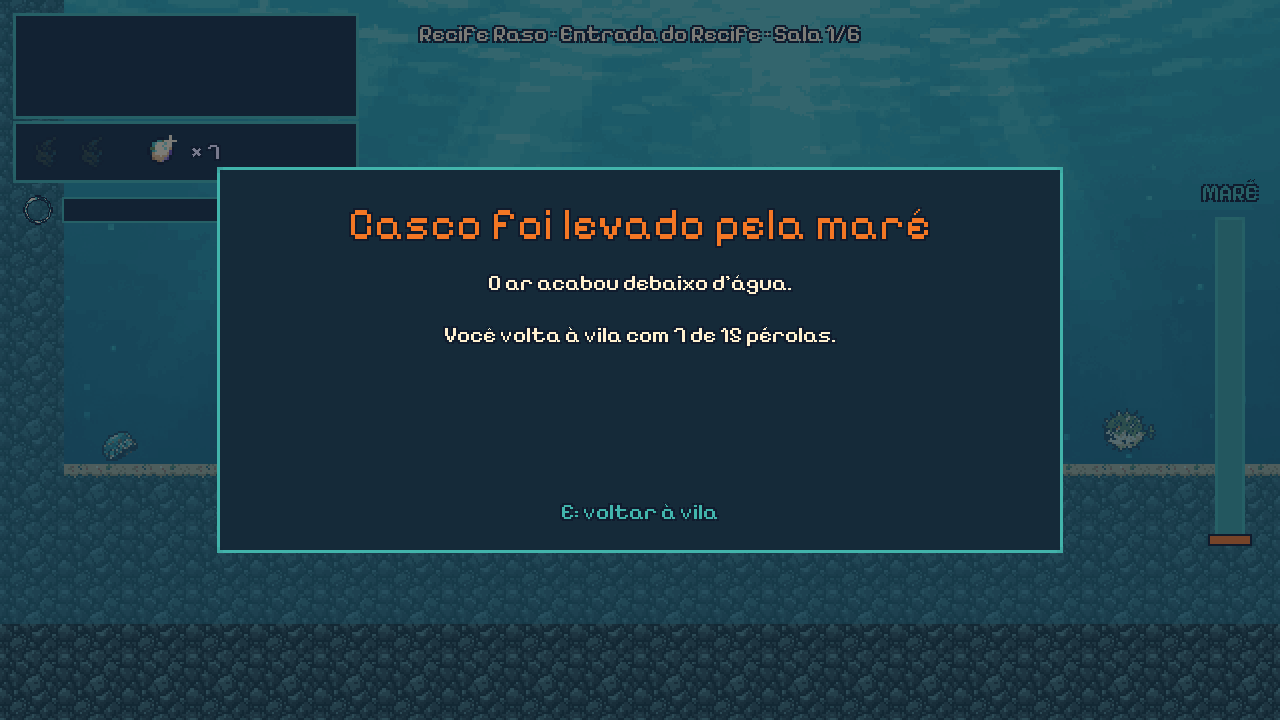 Recife Raso · Entrada do Recife · Sala 1/6
× 7
MARÉ
Casco foi levado pela maré
O ar acabou debaixo d'água.
Você volta à vila com 7 de 18 pérolas.
E: voltar à vila